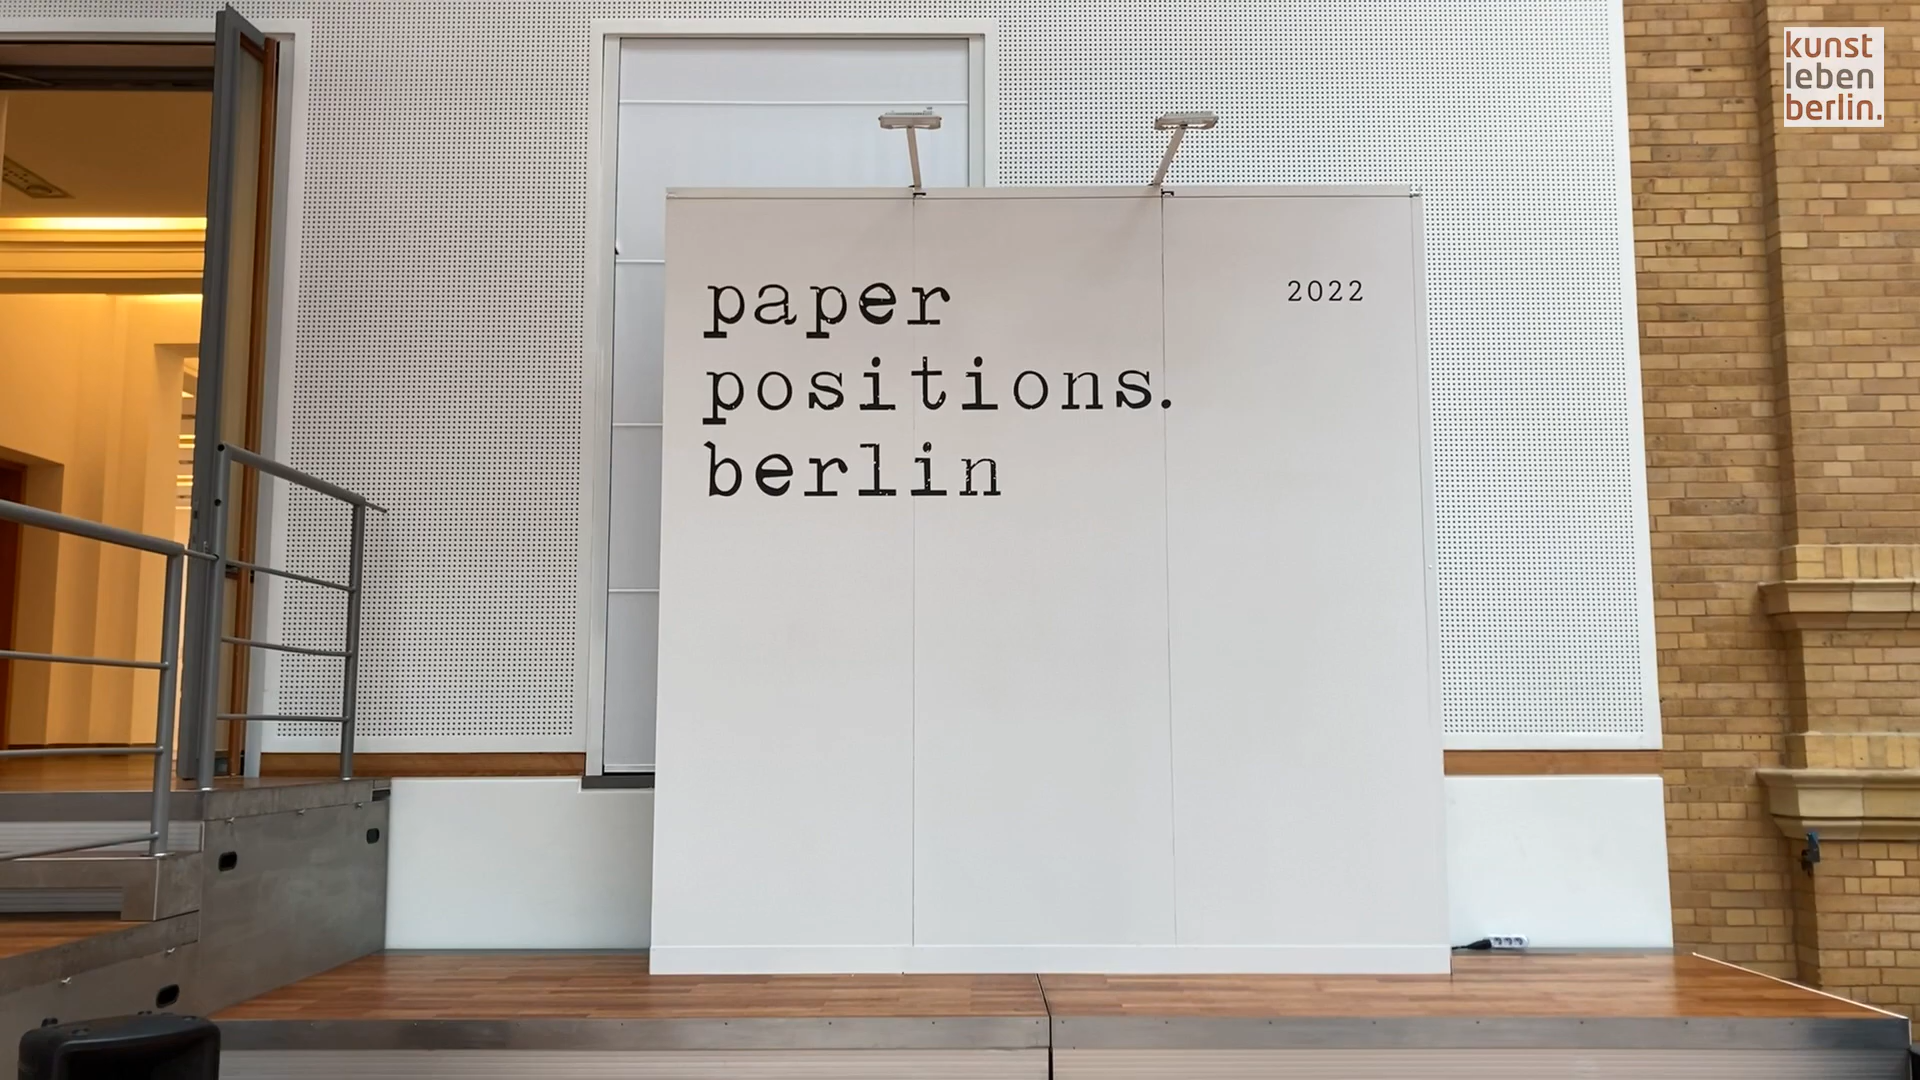 paper
positions.
berlin
2022
kunst
leben
berlin.